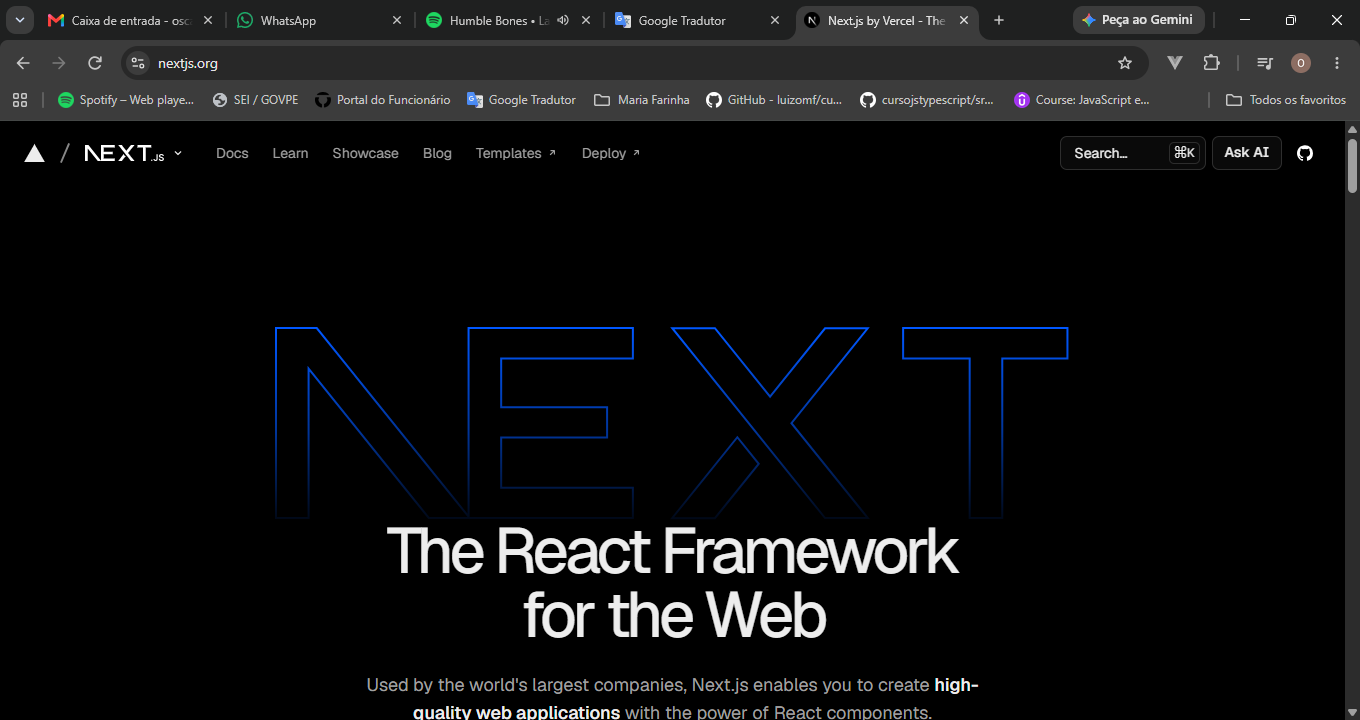 Caixa de entrada - osc
WhatsApp
Humble Bones • La
Google Tradutor
Next.js by Vercel - The
Peça ao Gemini
nextjs.org
O
Spotify – Web playe...
SEI / GOVPE
Portal do Funcionário
Google Tradutor
Maria Farinha
GitHub - luizomf/cu...
cursojstypescript/sr...
Course: JavaScript e...
Todos os favoritos
NEXT.JS
Docs
Learn
Showcase
Blog
Templates
Deploy
Search...
⌘K
Ask AI
NEXT
The React Framework
for the Web
Used by the world's largest companies, Next.js enables you to create high-
quality web applications with the power of React components.